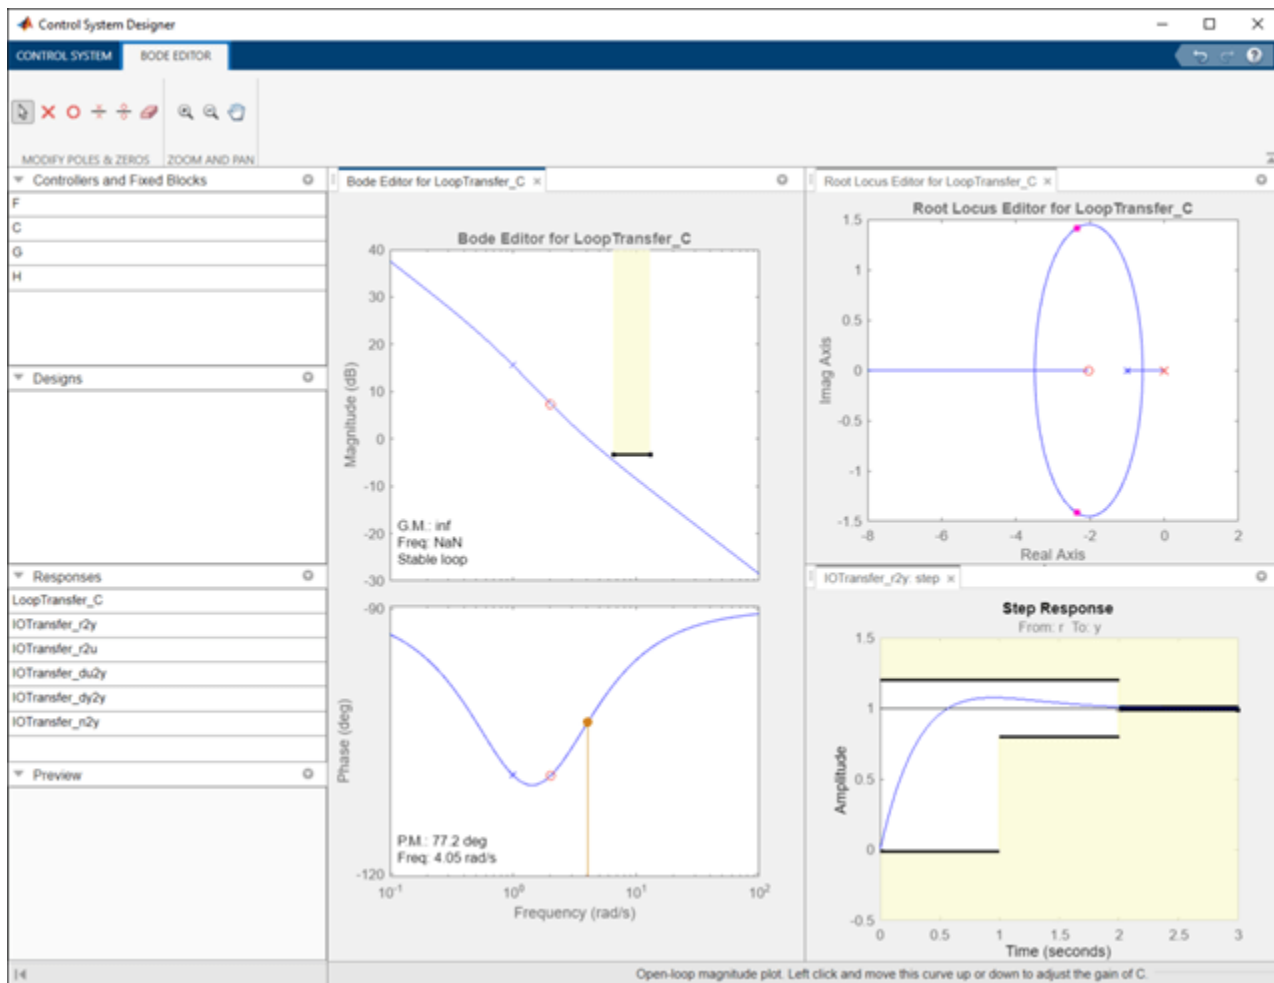 Control System Designer
CONTROL SYSTEM
BODE EDITOR
MODIFY POLES & ZEROS
ZOOM AND PAN
Controllers and Fixed Blocks
F
C
G
H
Designs
Responses
LoopTransfer_C
IOTransfer_r2y
IOTransfer_r2u
IOTransfer_du2y
IOTransfer_dy2y
IOTransfer_n2y
Preview
Bode Editor for LoopTransfer_C
Bode Editor for LoopTransfer_C
Magnitude (dB)
40
30
20
10
0
-10
-20
-30
G.M.: inf
Freq: NaN
Stable loop
Phase (deg)
-90
-120
P.M.: 77.2 deg
Freq: 4.05 rad/s
10-1
100
101
102
Frequency (rad/s)
Root Locus Editor for LoopTransfer_C
Root Locus Editor for LoopTransfer_C
Imag Axis
1.5
1
0.5
0
-0.5
-1
-1.5
-8
-6
-4
-2
0
2
Real Axis
IOTransfer_r2y: step
Step Response
From: r To: y
Amplitude
1.5
1
0.5
0
-0.5
0
0.5
1
1.5
2
2.5
3
Time (seconds)
Open-loop magnitude plot. Left click and move this curve up or down to adjust the gain of C.